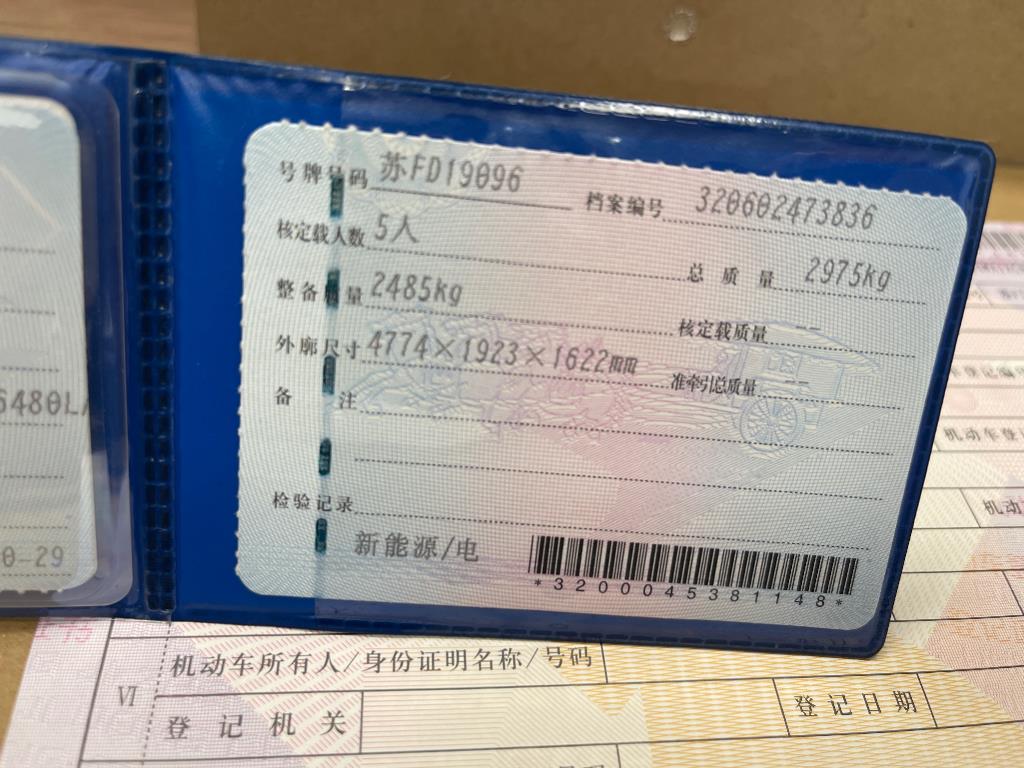 号牌号码 苏FD19096 档案编号 320602473836
核定载人数 5人 总质量 2975kg
整备质量 2485kg 核定载质量 --
外廓尺寸 4774×1923×1622mm 准牵引总质量 --
备注
检验记录
新能源/电
*3200045381148*
6480L
0-29
机动车登
机动
VI
机动车所有人/身份证明名称/号码
登记机关
登记日期